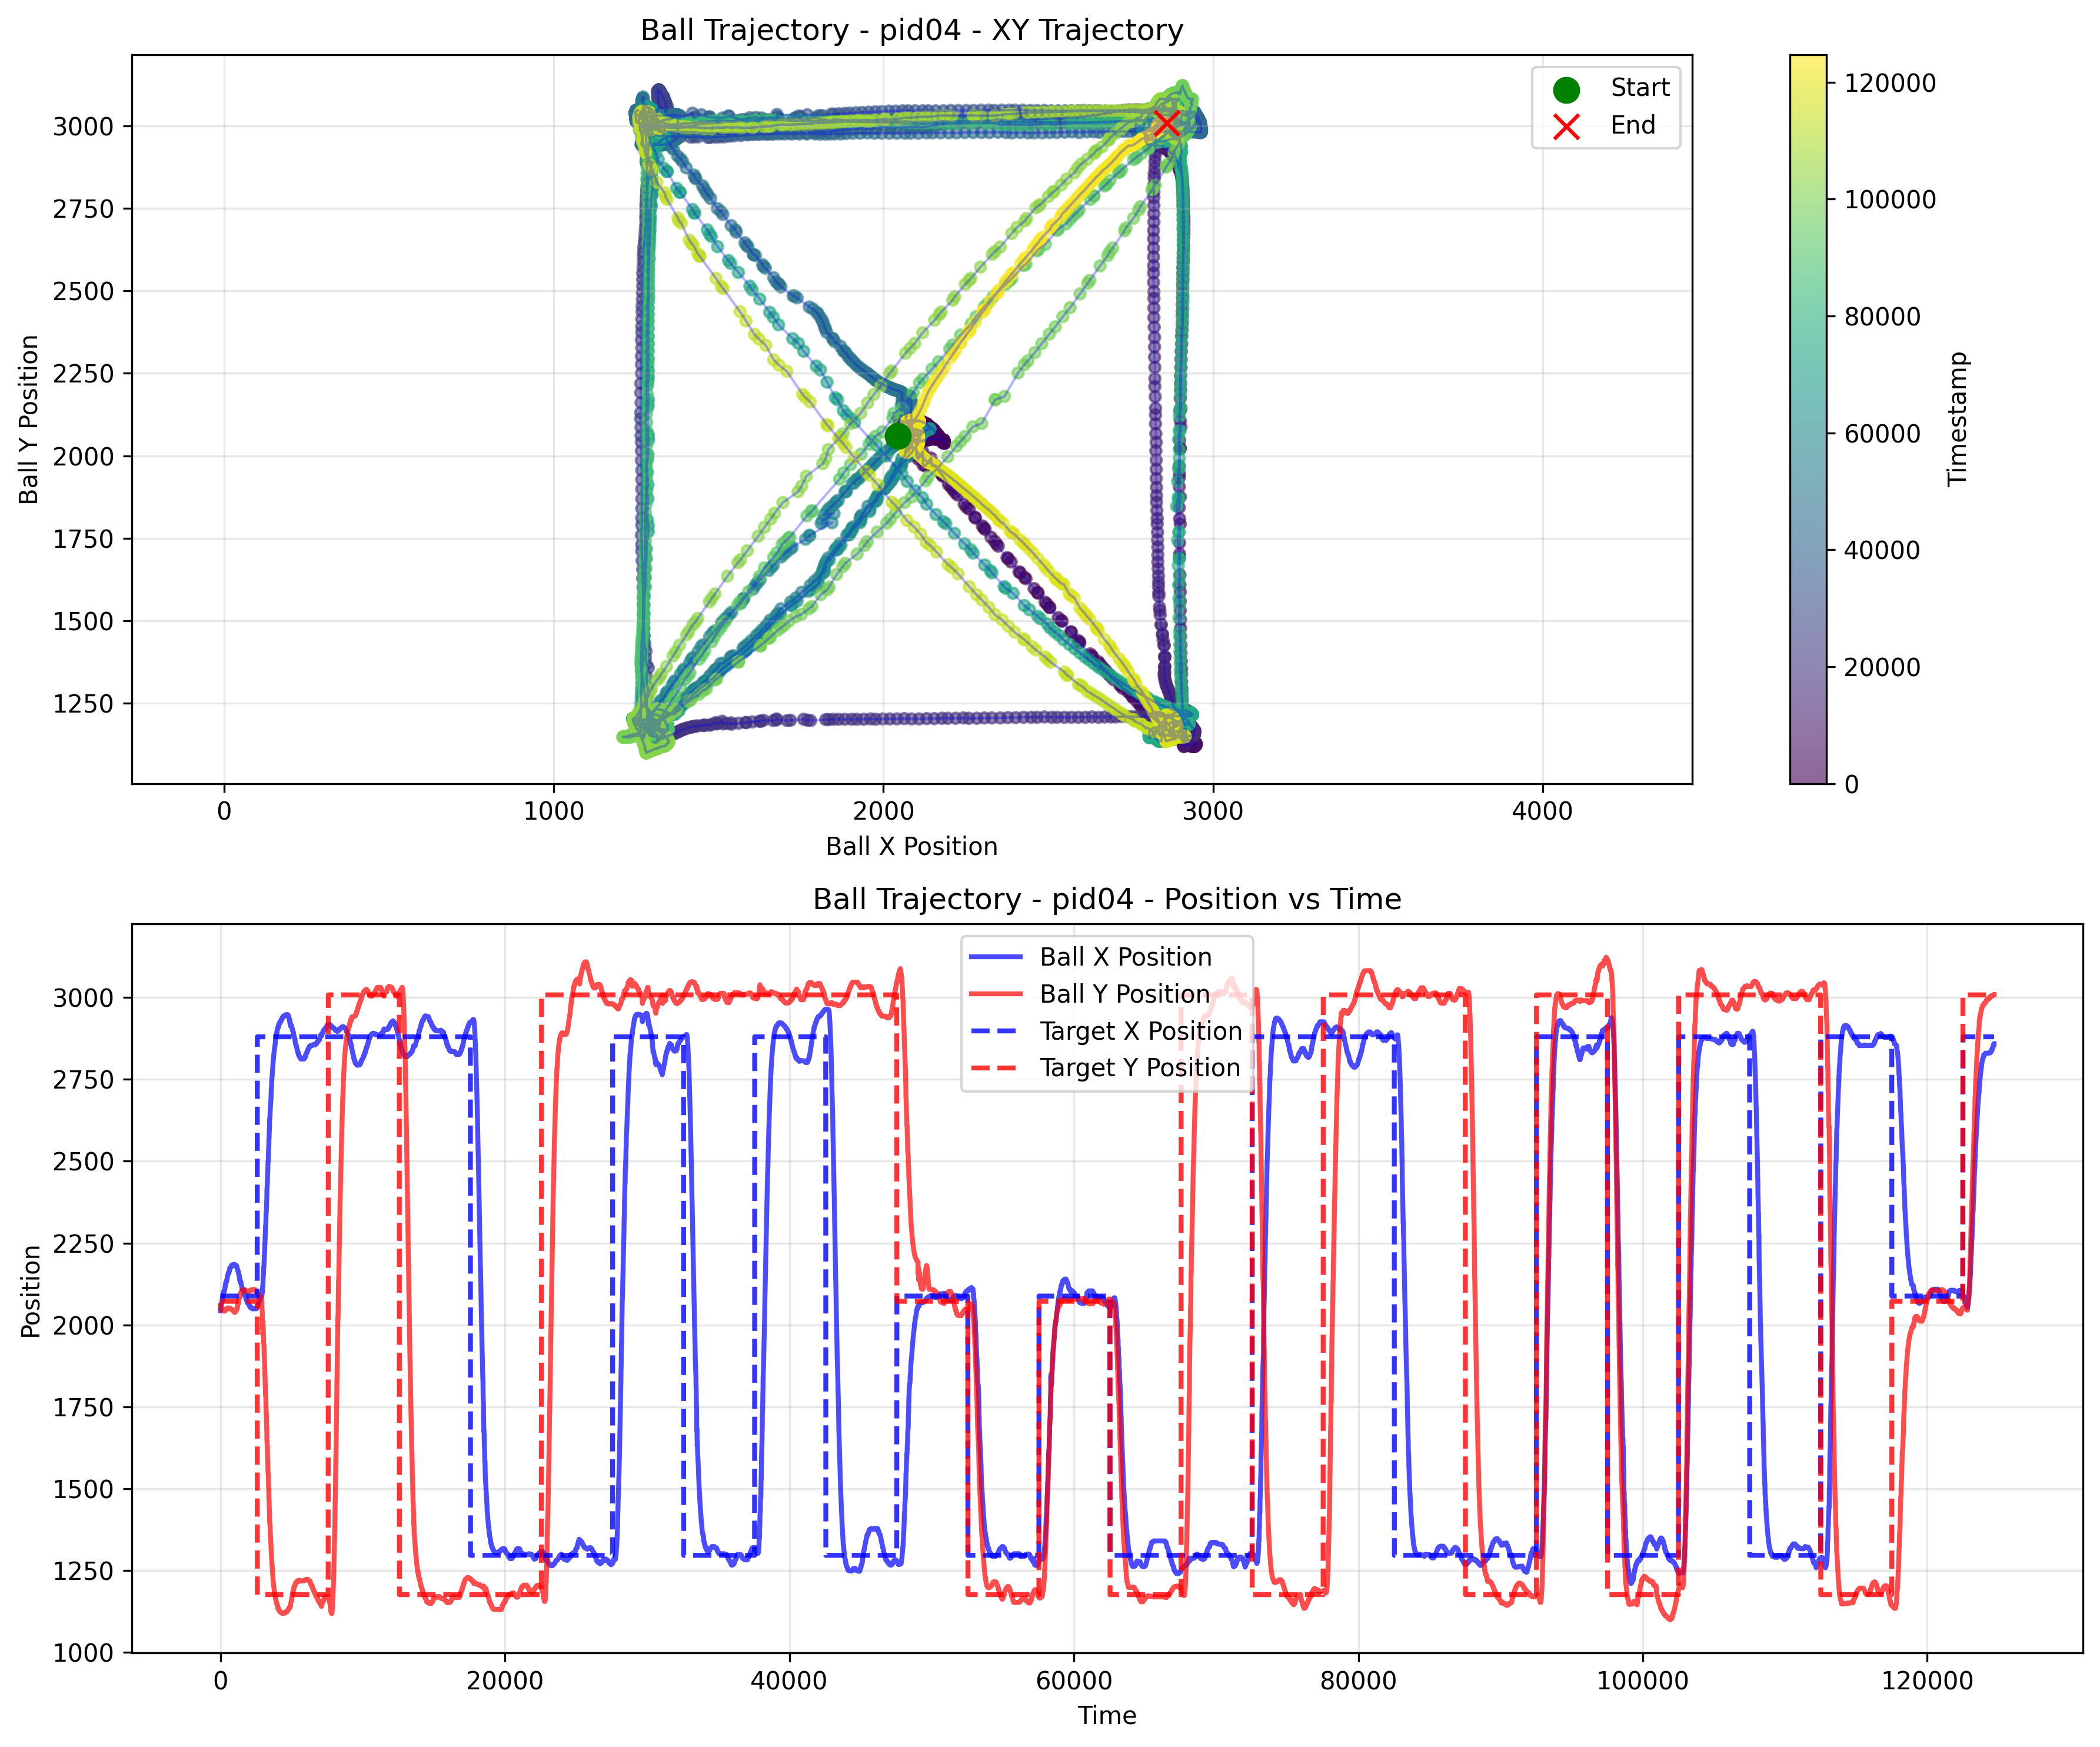 Ball Trajectory - pid04 - XY Trajectory
Ball Y Position
3000
2750
2500
2250
2000
1750
1500
1250
0
1000
2000
3000
4000
Ball X Position
Start
End
120000
100000
80000
60000
40000
20000
0
Timestamp
Ball Trajectory - pid04 - Position vs Time
Position
3000
2750
2500
2250
2000
1750
1500
1250
1000
Ball X Position
Ball Y Position
Target X Position
Target Y Position
0
20000
40000
60000
80000
100000
120000
Time